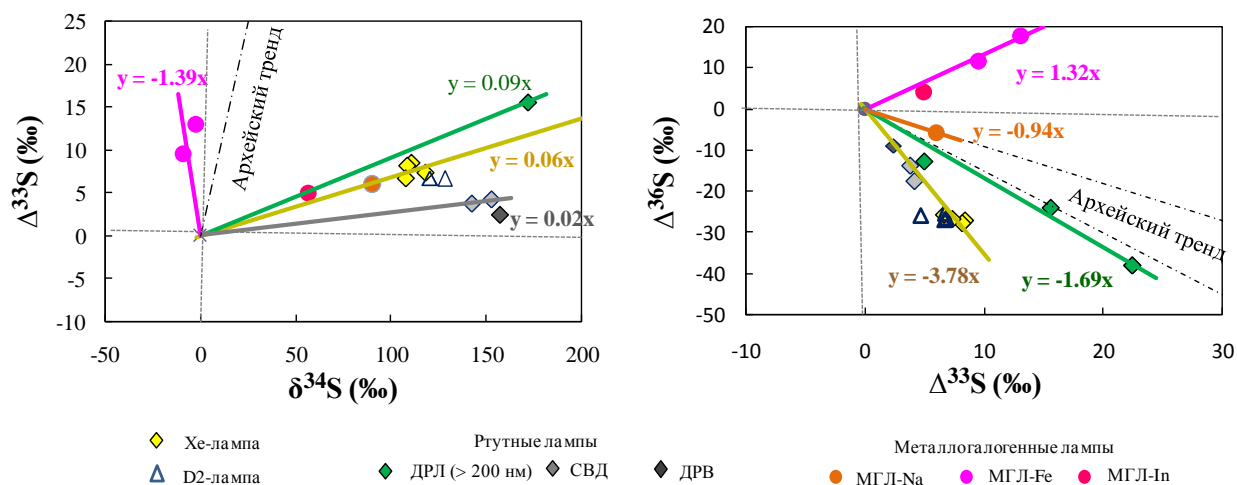 25
20
15
10
5
0
-5
-10
-50
0
50
100
150
200
Δ³³S (‰)
δ³⁴S (‰)
y = -1.39x
Архейский тренд
y = 0.09x
y = 0.06x
y = 0.02x
20
10
0
-10
-20
-30
-40
-50
-10
0
10
20
30
Δ³⁶S (‰)
Δ³³S (‰)
y = 1.32x
y = -0.94x
Архейский тренд
y = -1.69x
y = -3.78x
Xe-лампа
D2-лампа
Ртутные лампы
ДРЛ (> 200 нм)
СВД
ДРВ
Металлогалогенные лампы
МГЛ-Na
МГЛ-Fe
МГЛ-In